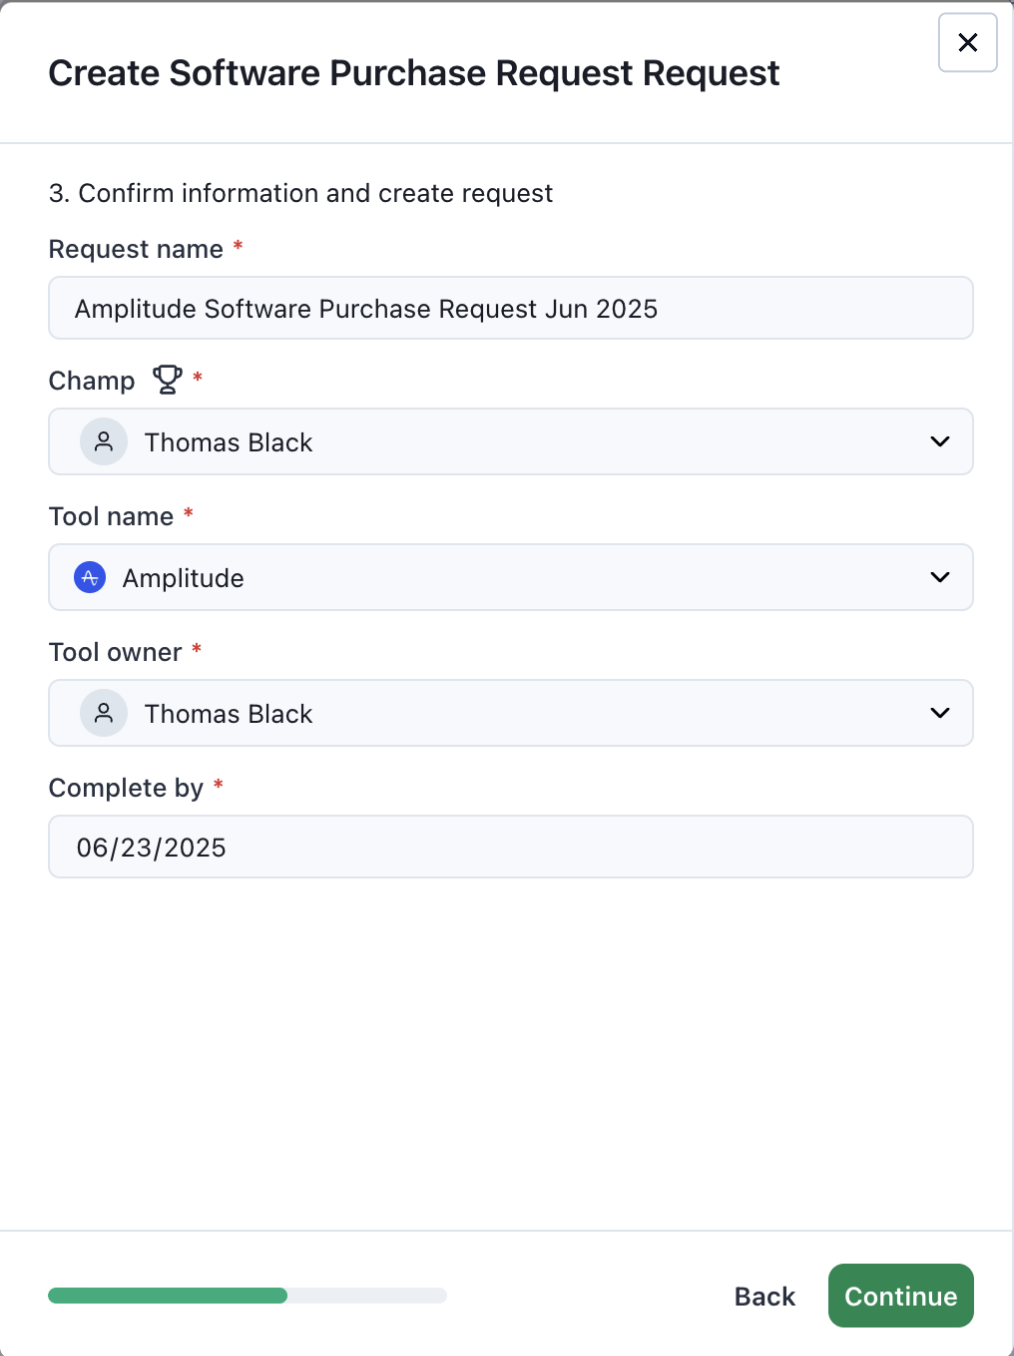 Create Software Purchase Request Request
3. Confirm information and create request
Request name *
Amplitude Software Purchase Request Jun 2025
Champ *
Thomas Black
Tool name *
Amplitude
Tool owner *
Thomas Black
Complete by *
06/23/2025
Back
Continue